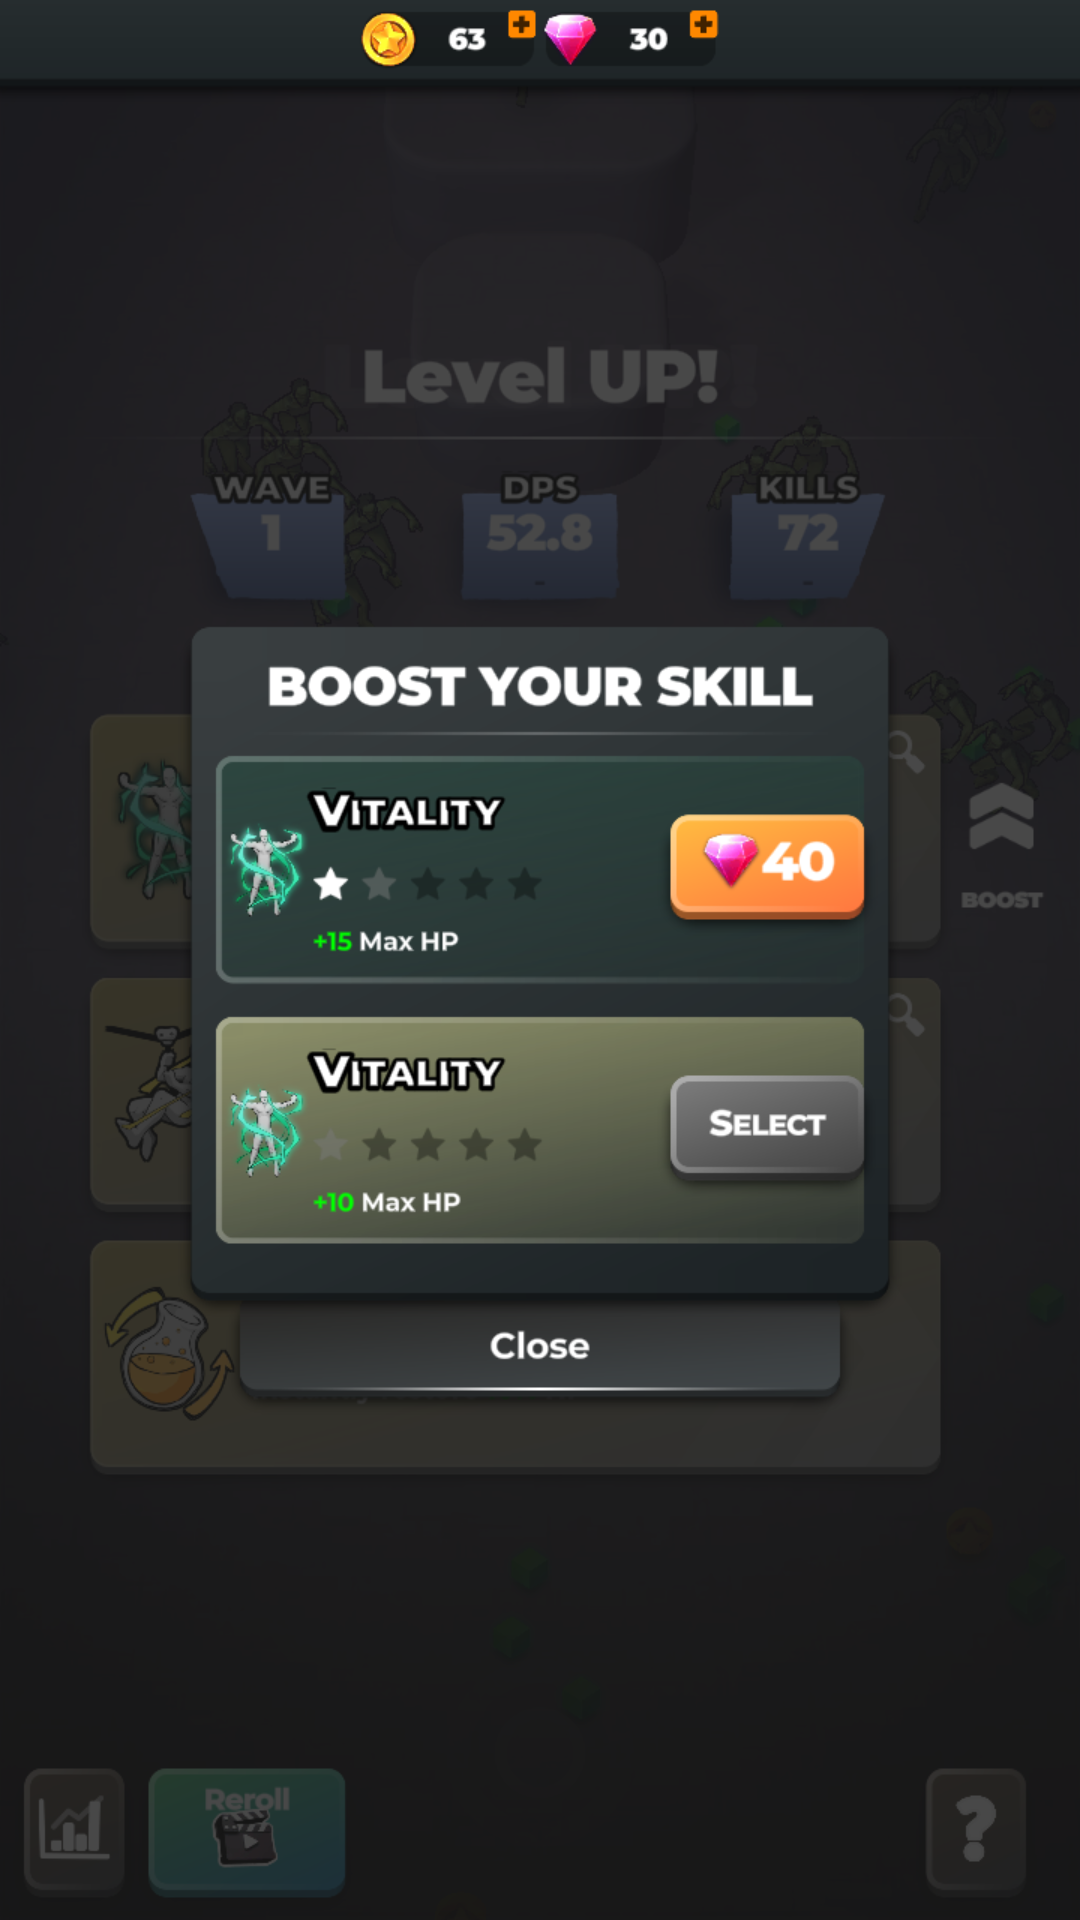 63
30
Level UP!
WAVE
DPS
KILLS
1
52.8
72
BOOST YOUR SKILL
VITALITY
40
+15 Max HP
BOOST
VITALITY
SELECT
+10 Max HP
Close
Reroll
?